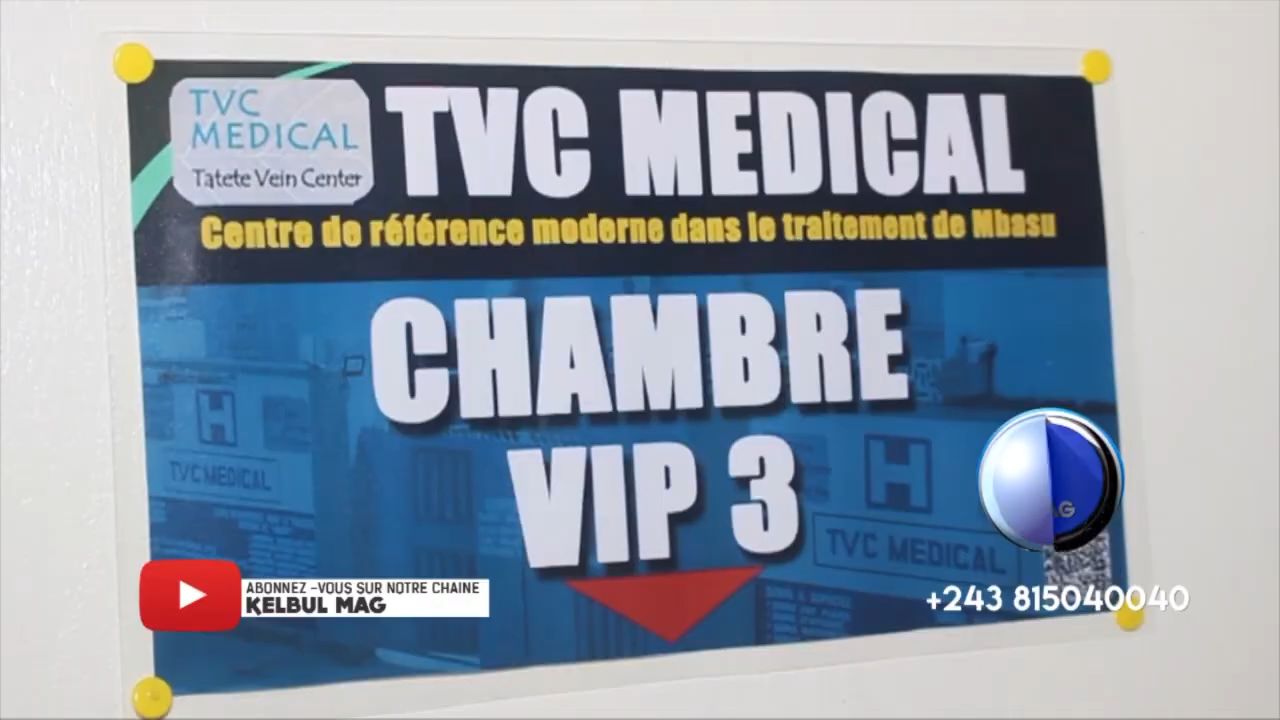 TVC
MEDICAL
Tatete Vein Center
TVC MEDICAL
Centre de référence moderne dans le traitement de Mbasu
CHAMBRE
VIP 3
H
TVC MEDICAL
H
TVC MEDICAL
AG
ABONNEZ -VOUS SUR NOTRE CHAINE
KELBUL MAG
+243 815040040